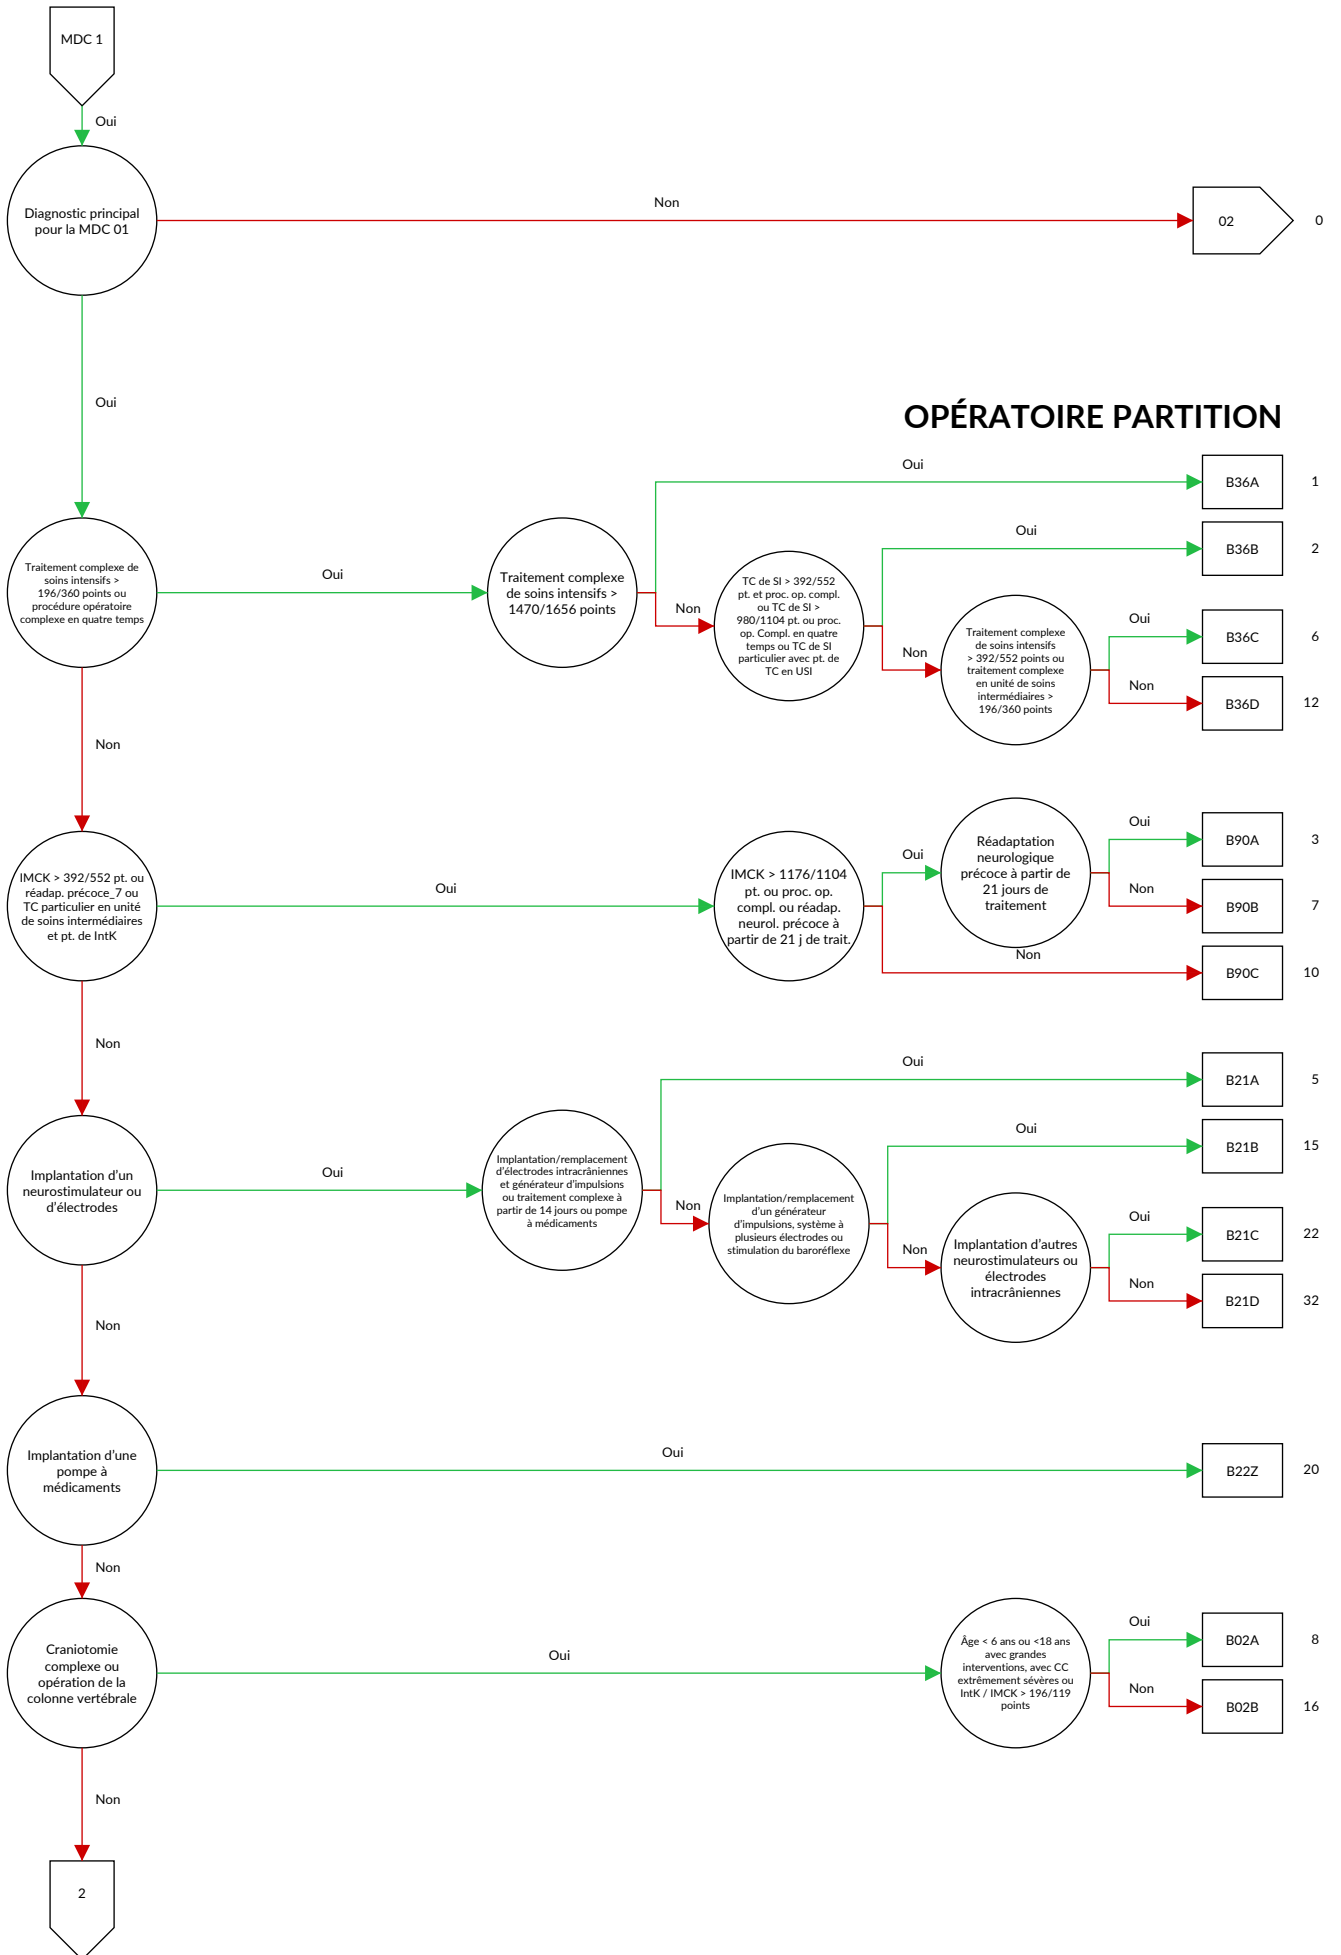 MDC 1
Oui
Diagnostic principal
pour la MDC 01
Non
02
0
Oui
OPÉRATOIRE PARTITION
Traitement complexe de
soins intensifs >
196/360 points ou
procédure opératoire
complexe en quatre temps
Oui
Traitement complexe
de soins intensifs >
1470/1656 points
Oui
B36A
1
Non
TC de SI > 392/552
pt. et proc. op. compl.
ou TC de SI >
980/1104 pt. ou proc.
op. Compl. en quatre
temps ou TC de SI
particulier avec pt. de
TC en USI
Oui
B36B
2
Non
Traitement complexe
de soins intensifs
> 392/552 points ou
traitement complexe
en unité de soins
intermédiaires >
196/360 points
Oui
B36C
6
Non
B36D
12
Non
IMCK > 392/552 pt. ou
réadap. précoce_7 ou
TC particulier en unité
de soins intermédiaires
et pt. de IntK
Oui
IMCK > 1176/1104
pt. ou proc. op.
compl. ou réadap.
neurol. précoce à
partir de 21 j de trait.
Oui
Réadaptation
neurologique
précoce à partir de
21 jours de
traitement
Oui
B90A
3
Non
B90B
7
Non
B90C
10
Non
Implantation d'un
neurostimulateur ou
d'électrodes
Oui
Implantation/remplacement
d'électrodes intracrâniennes
et générateur d'impulsions
ou traitement complexe à
partir de 14 jours ou pompe
à médicaments
Oui
B21A
5
Non
Implantation/remplacement
d'un générateur
d'impulsions, système à
plusieurs électrodes ou
stimulation du baroréflexe
Oui
B21B
15
Non
Implantation d'autres
neurostimulateurs ou
électrodes
intracrâniennes
Oui
B21C
22
Non
B21D
32
Non
Implantation d'une
pompe à
médicaments
Oui
B22Z
20
Non
Craniotomie
complexe ou
opération de la
colonne vertébrale
Oui
Âge < 6 ans ou <18 ans
avec grandes
interventions, avec CC
extrêmement sévères ou
IntK / IMCK > 196/119
points
Oui
B02A
8
Non
B02B
16
Non
2